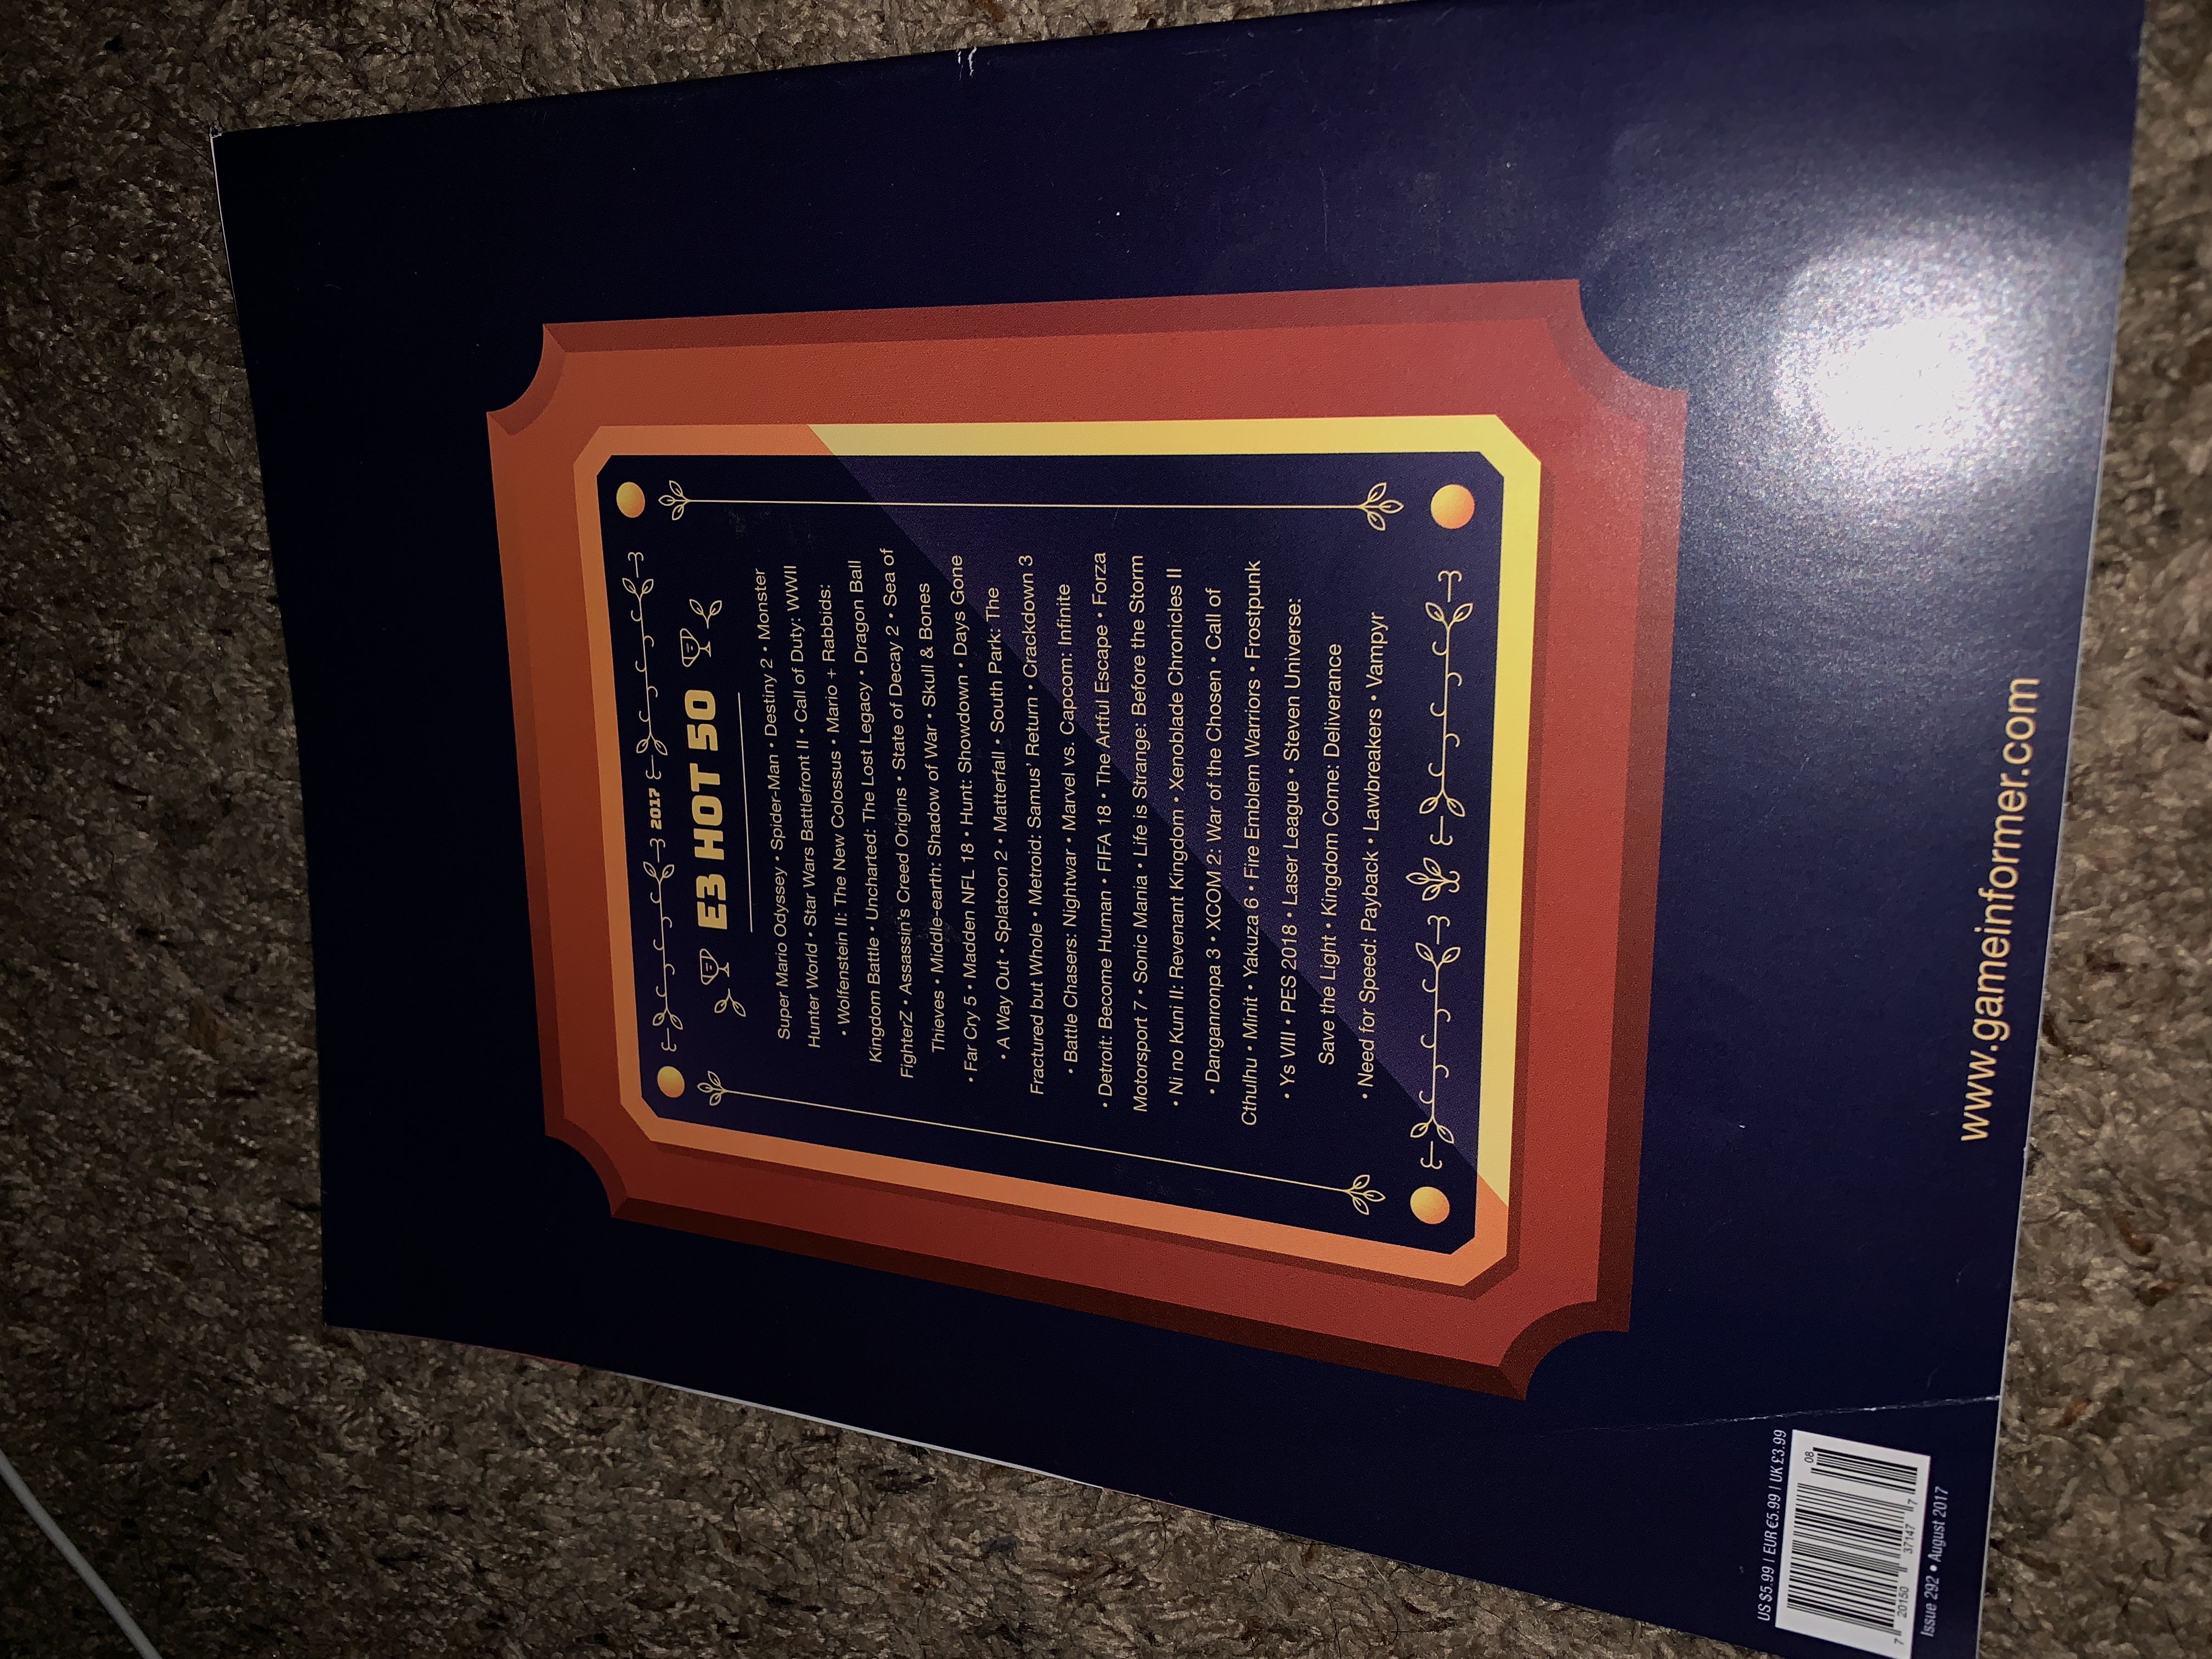 2017
E3 HOT 50
Super Mario Odyssey • Spider-Man • Destiny 2 • Monster
Hunter World • Star Wars Battlefront II • Call of Duty: WWII
• Wolfenstein II: The New Colossus • Mario + Rabbids:
Kingdom Battle • Uncharted: The Lost Legacy • Dragon Ball
FighterZ • Assassin's Creed Origins • State of Decay 2 • Sea of
Thieves • Middle-earth: Shadow of War • Skull & Bones
• Far Cry 5 • Madden NFL 18 • Hunt: Showdown • Days Gone
• A Way Out • Splatoon 2 • Matterfall • South Park: The
Fractured but Whole • Metroid: Samus' Return • Crackdown 3
• Battle Chasers: Nightwar • Marvel vs. Capcom: Infinite
• Detroit: Become Human • FIFA 18 • The Artful Escape • Forza
Motorsport 7 • Sonic Mania • Life is Strange: Before the Storm
• Ni no Kuni II: Revenant Kingdom • Xenoblade Chronicles II
• Danganronpa 3 • XCOM 2: War of the Chosen • Call of
Cthulhu • Minit • Yakuza 6 • Fire Emblem Warriors • Frostpunk
• Ys VIII • PES 2018 • Laser League • Steven Universe:
Save the Light • Kingdom Come: Deliverance
• Need for Speed: Payback • Lawbreakers • Vampyr
US $5.99 | EUR €5.99 | UK £3.99
08
7 20150 37147 7
Issue 292 • August 2017
www.gameinformer.com